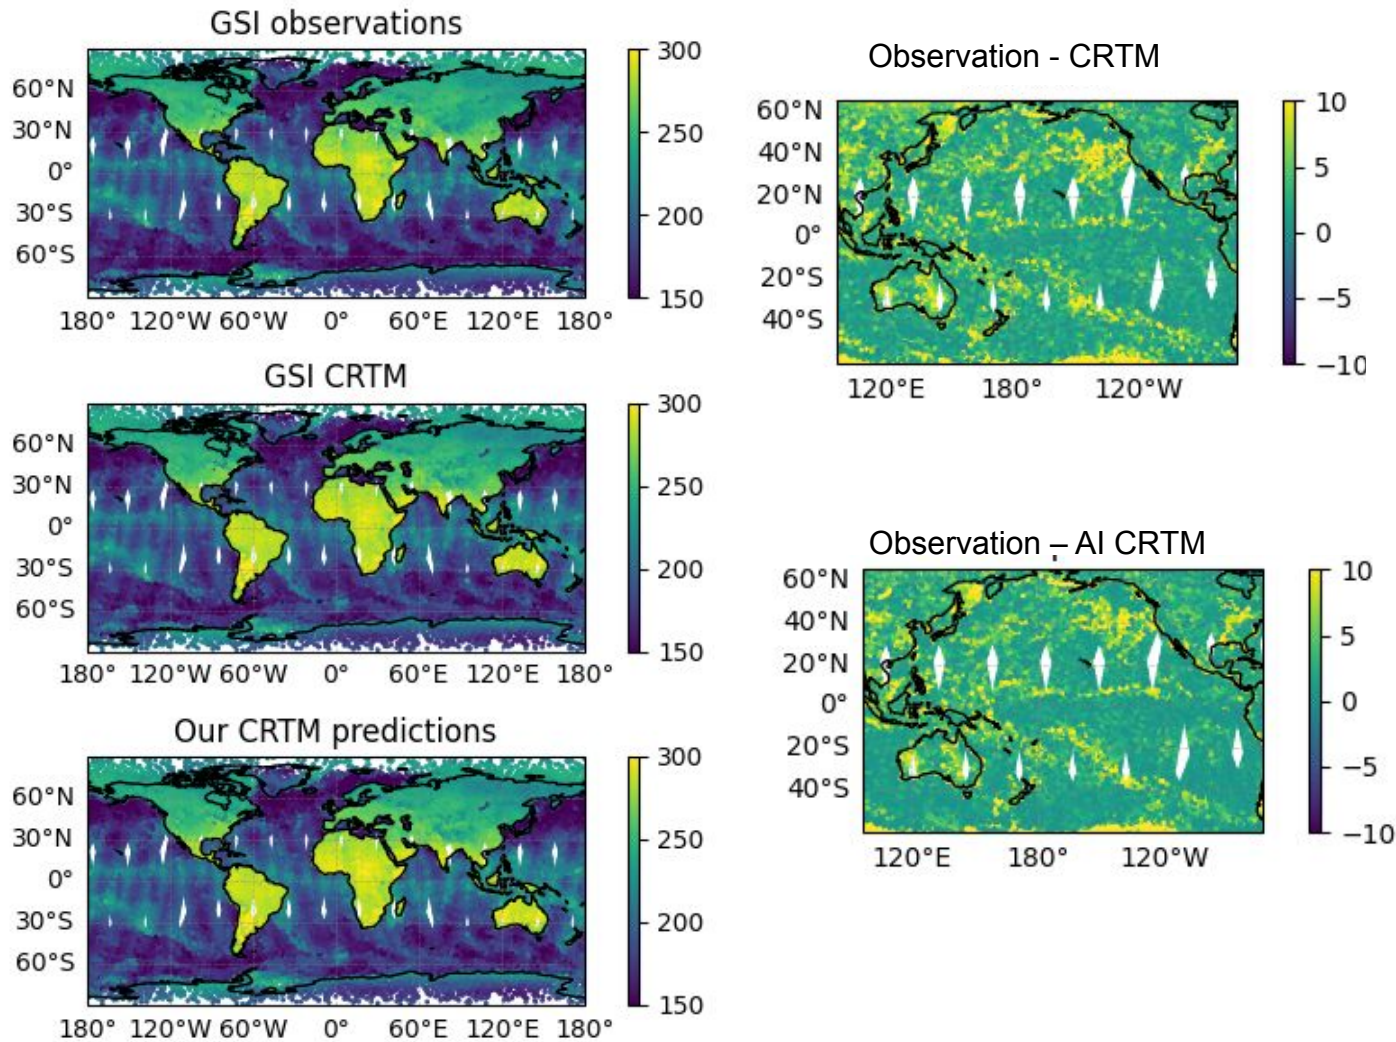 GSI observations
300
60°N
30°N
250
0°
30°S
200
60°S
150
180° 120°W 60°W 0° 60°E 120°E 180°
GSI CRTM
300
60°N
30°N
250
0°
30°S
200
60°S
150
180° 120°W 60°W 0° 60°E 120°E 180°
Our CRTM predictions
300
60°N
30°N
250
0°
30°S
200
60°S
150
180° 120°W 60°W 0° 60°E 120°E 180°
Observation - CRTM
60°N
10
40°N
5
20°N
0°
0
20°S
−5
40°S
−10
120°E 180° 120°W
Observation – AI CRTM
60°N
10
40°N
5
20°N
0°
0
20°S
−5
40°S
−10
120°E 180° 120°W